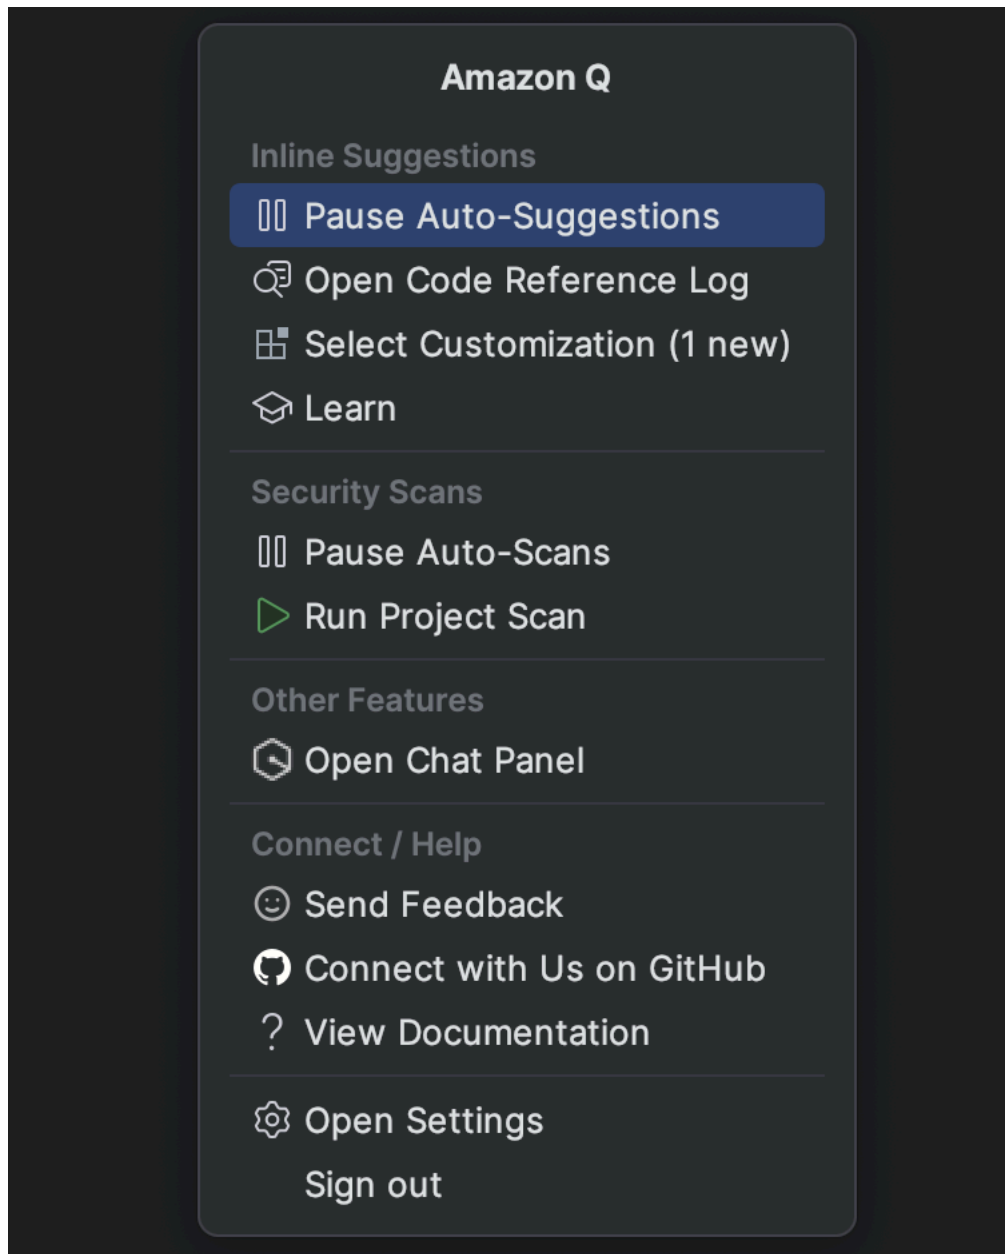 Amazon Q
Inline Suggestions
Pause Auto-Suggestions
Open Code Reference Log
Select Customization (1 new)
Learn
Security Scans
Pause Auto-Scans
Run Project Scan
Other Features
Open Chat Panel
Connect / Help
Send Feedback
Connect with Us on GitHub
View Documentation
Open Settings
Sign out